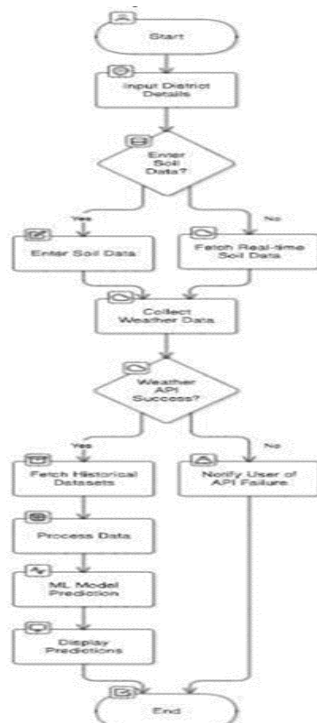 Start
Input District
Details
Enter
Soil
Data?
Yes
No
Enter Soil Data
Fetch Real-time
Soil Data
Collect
Weather Data
Weather
API
Success?
Yes
No
Fetch Historical
Datasets
Notify User of
API Failure
Process Data
ML Model
Prediction
Display
Predictions
End